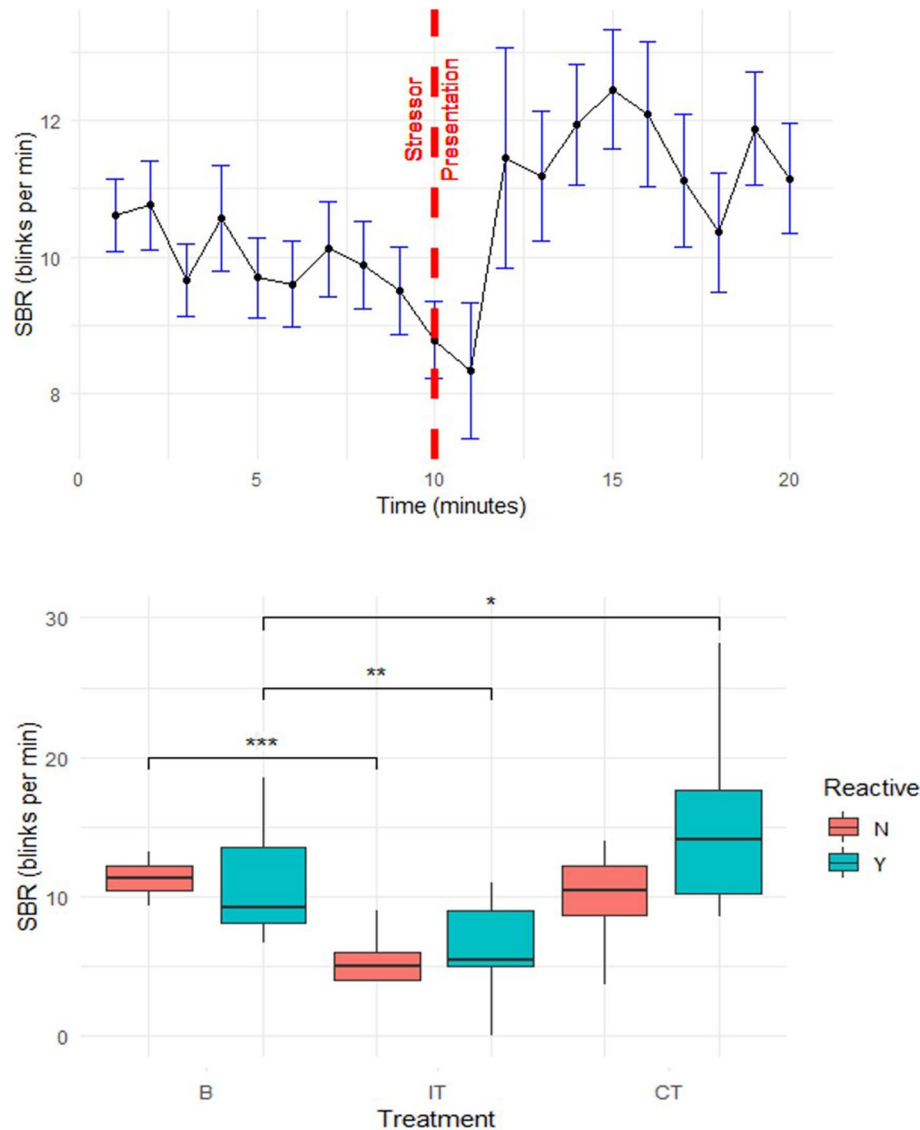 12
10
8
SBR (blinks per min)
Stressor
Presentation
0
5
10
15
20
Time (minutes)
30
20
10
0
SBR (blinks per min)
*
**
***
B
IT
CT
Treatment
Reactive
N
Y